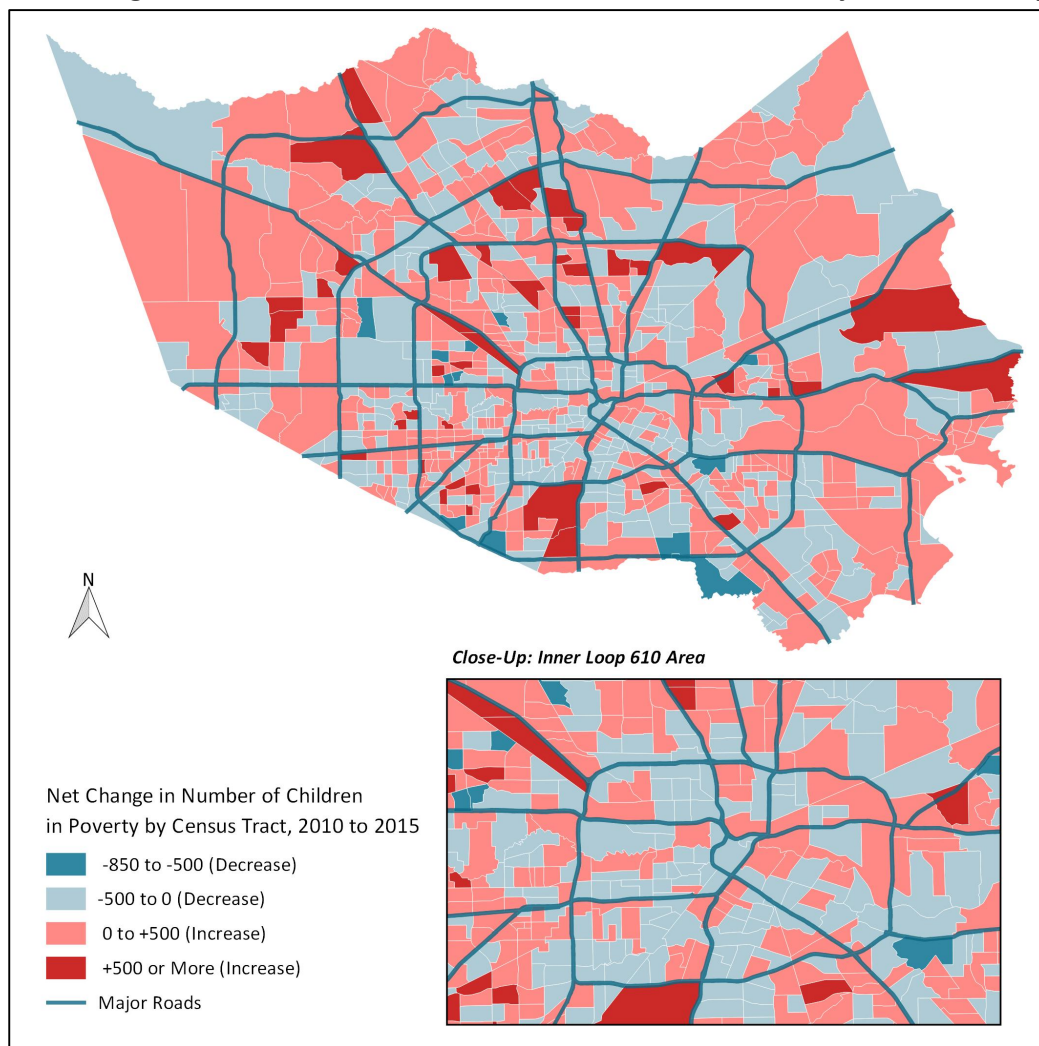 N
Close-Up: Inner Loop 610 Area
Net Change in Number of Children
in Poverty by Census Tract, 2010 to 2015
-850 to -500 (Decrease)
-500 to 0 (Decrease)
0 to +500 (Increase)
+500 or More (Increase)
Major Roads